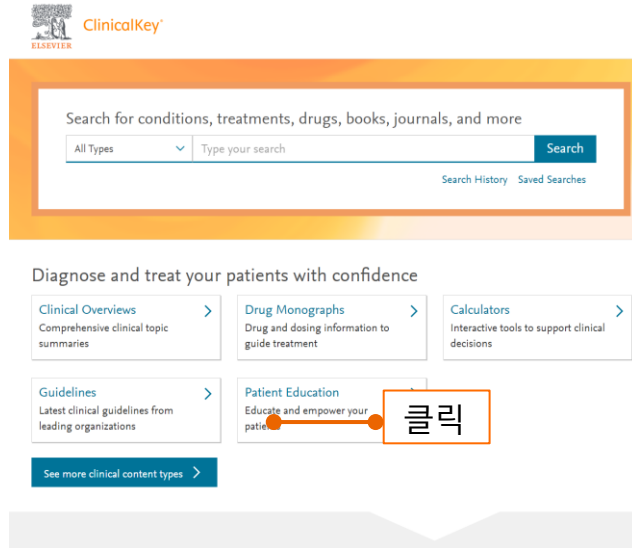 ELSEVIER
ClinicalKey®
Search for conditions, treatments, drugs, books, journals, and more
All Types
Type your search
Search
Search History Saved Searches
Diagnose and treat your patients with confidence
Clinical Overviews
Comprehensive clinical topic
summaries
Drug Monographs
Drug and dosing information to
guide treatment
Calculators
Interactive tools to support clinical
decisions
Guidelines
Latest clinical guidelines from
leading organizations
Patient Education
Educate and empower your
클릭
See more clinical content types